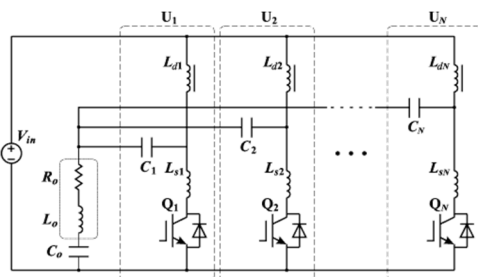 U1 U2 UN
Ld1 Ld2 LdN
Vin C1 C2 CN
Ro Ls1 Ls2 LsN
Lo Q1 Q2 QN
Co